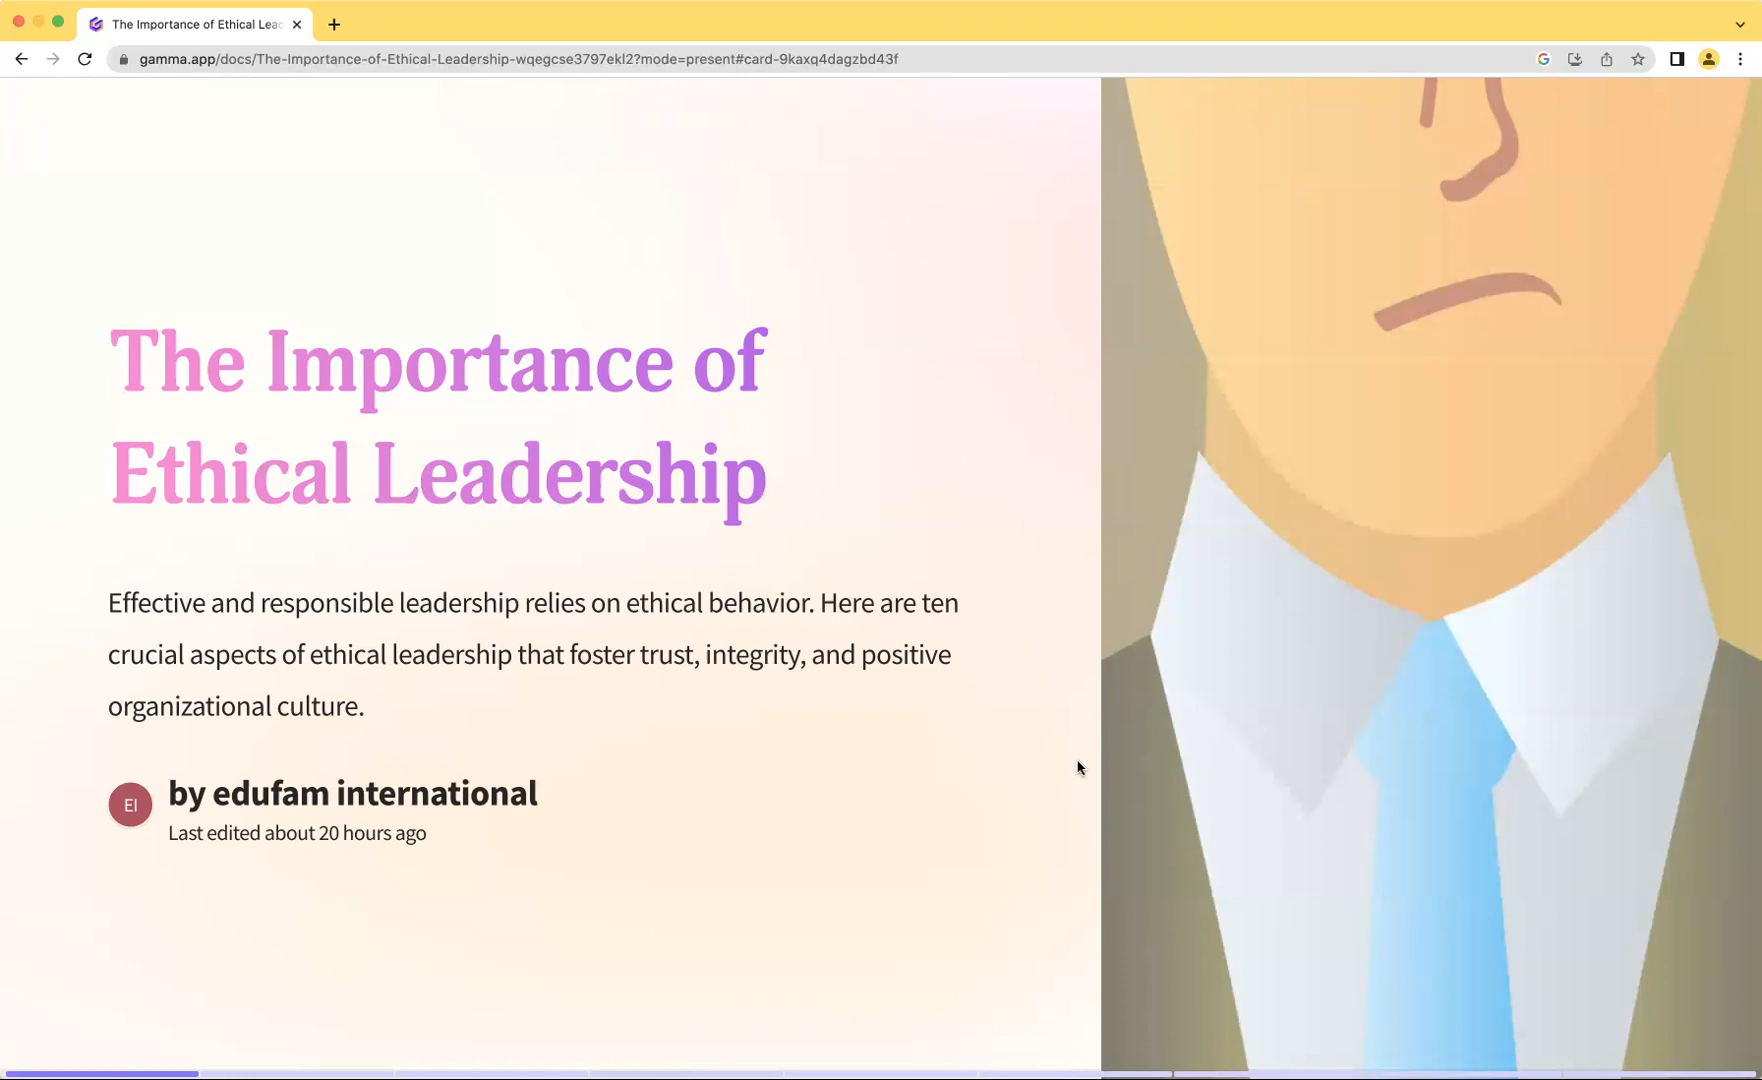 The Importance of Ethical Lea
gamma.app/docs/The-Importance-of-Ethical-Leadership-wqegcse3797ekl2?mode=present#card-9kaxq4dagzbd43f
The Importance of
Ethical Leadership
Effective and responsible leadership relies on ethical behavior. Here are ten
crucial aspects of ethical leadership that foster trust, integrity, and positive
organizational culture.
EI
by edufam international
Last edited about 20 hours ago